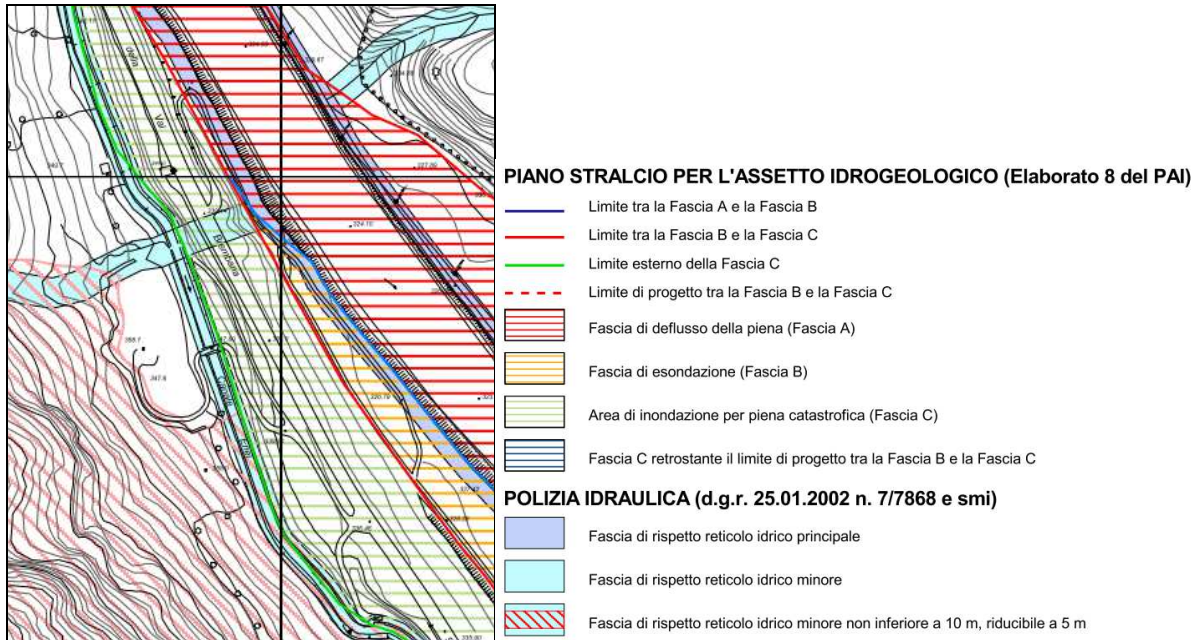 della
Val
Brembana
PIANO STRALCIO PER L'ASSETTO IDROGEOLOGICO (Elaborato 8 del PAI)
Limite tra la Fascia A e la Fascia B
Limite tra la Fascia B e la Fascia C
Limite esterno della Fascia C
Limite di progetto tra la Fascia B e la Fascia C
Fascia di deflusso della piena (Fascia A)
Fascia di esondazione (Fascia B)
Area di inondazione per piena catastrofica (Fascia C)
Fascia C retrostante il limite di progetto tra la Fascia B e la Fascia C
POLIZIA IDRAULICA (d.g.r. 25.01.2002 n. 7/7868 e smi)
Fascia di rispetto reticolo idrico principale
Fascia di rispetto reticolo idrico minore
Fascia di rispetto reticolo idrico minore non inferiore a 10 m, riducibile a 5 m